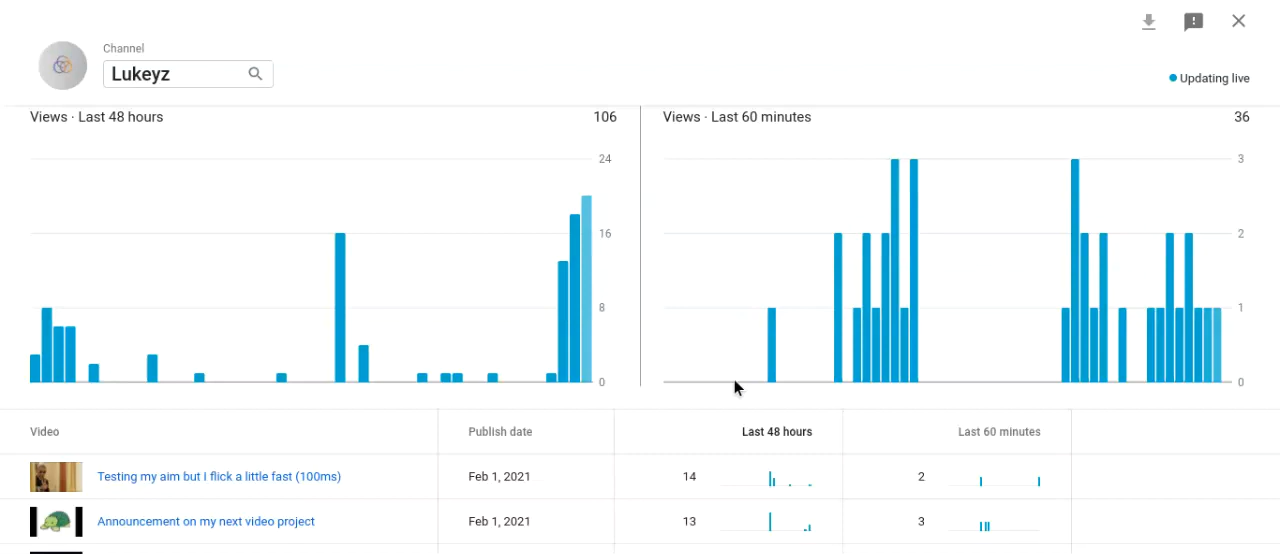 Channel
Lukeyz
Updating live
Views · Last 48 hours 106
Views · Last 60 minutes 36
24
16
8
0
3
2
1
0
Video Publish date Last 48 hours Last 60 minutes
Testing my aim but I flick a little fast (100ms) Feb 1, 2021 14 2
Announcement on my next video project Feb 1, 2021 13 3